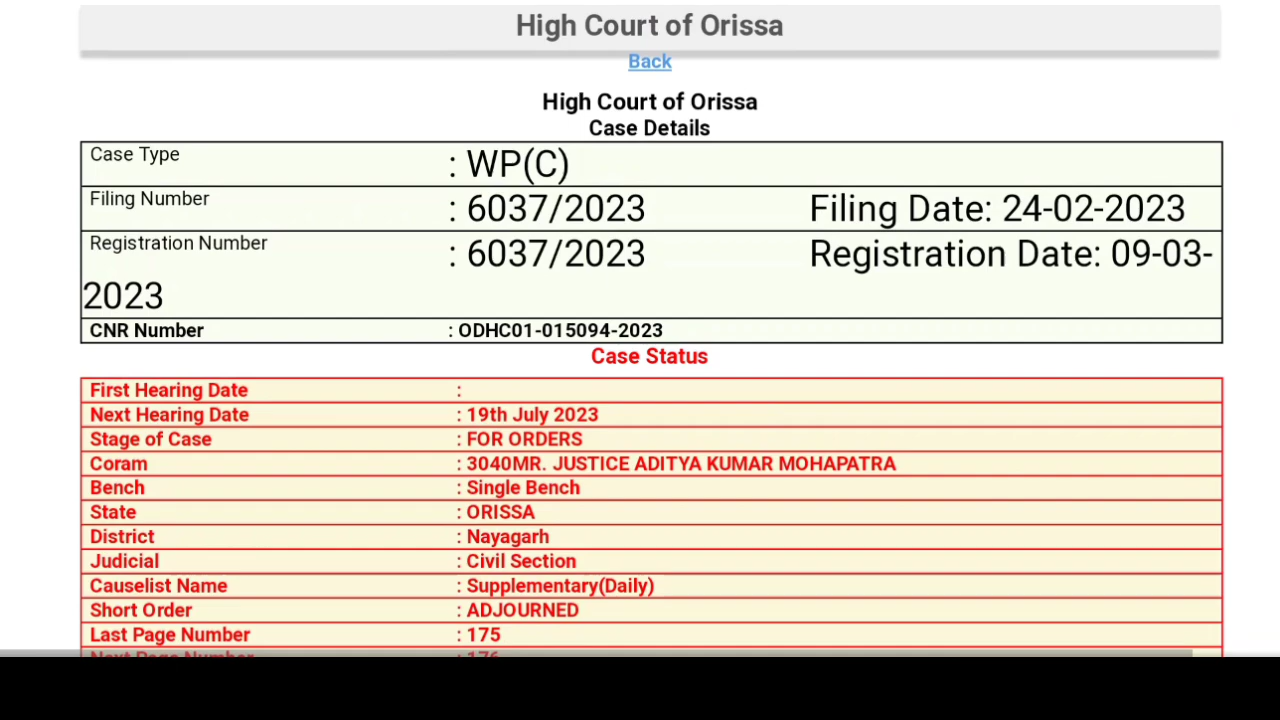 High Court of Orissa
Back
High Court of Orissa
Case Details
Case Type : WP(C)
Filing Number : 6037/2023 Filing Date: 24-02-2023
Registration Number : 6037/2023 Registration Date: 09-03-
2023
CNR Number : ODHC01-015094-2023
Case Status
First Hearing Date :
Next Hearing Date : 19th July 2023
Stage of Case : FOR ORDERS
Coram : 3040MR. JUSTICE ADITYA KUMAR MOHAPATRA
Bench : Single Bench
State : ORISSA
District : Nayagarh
Judicial : Civil Section
Causelist Name : Supplementary(Daily)
Short Order : ADJOURNED
Last Page Number : 175
Next Page Number : 176